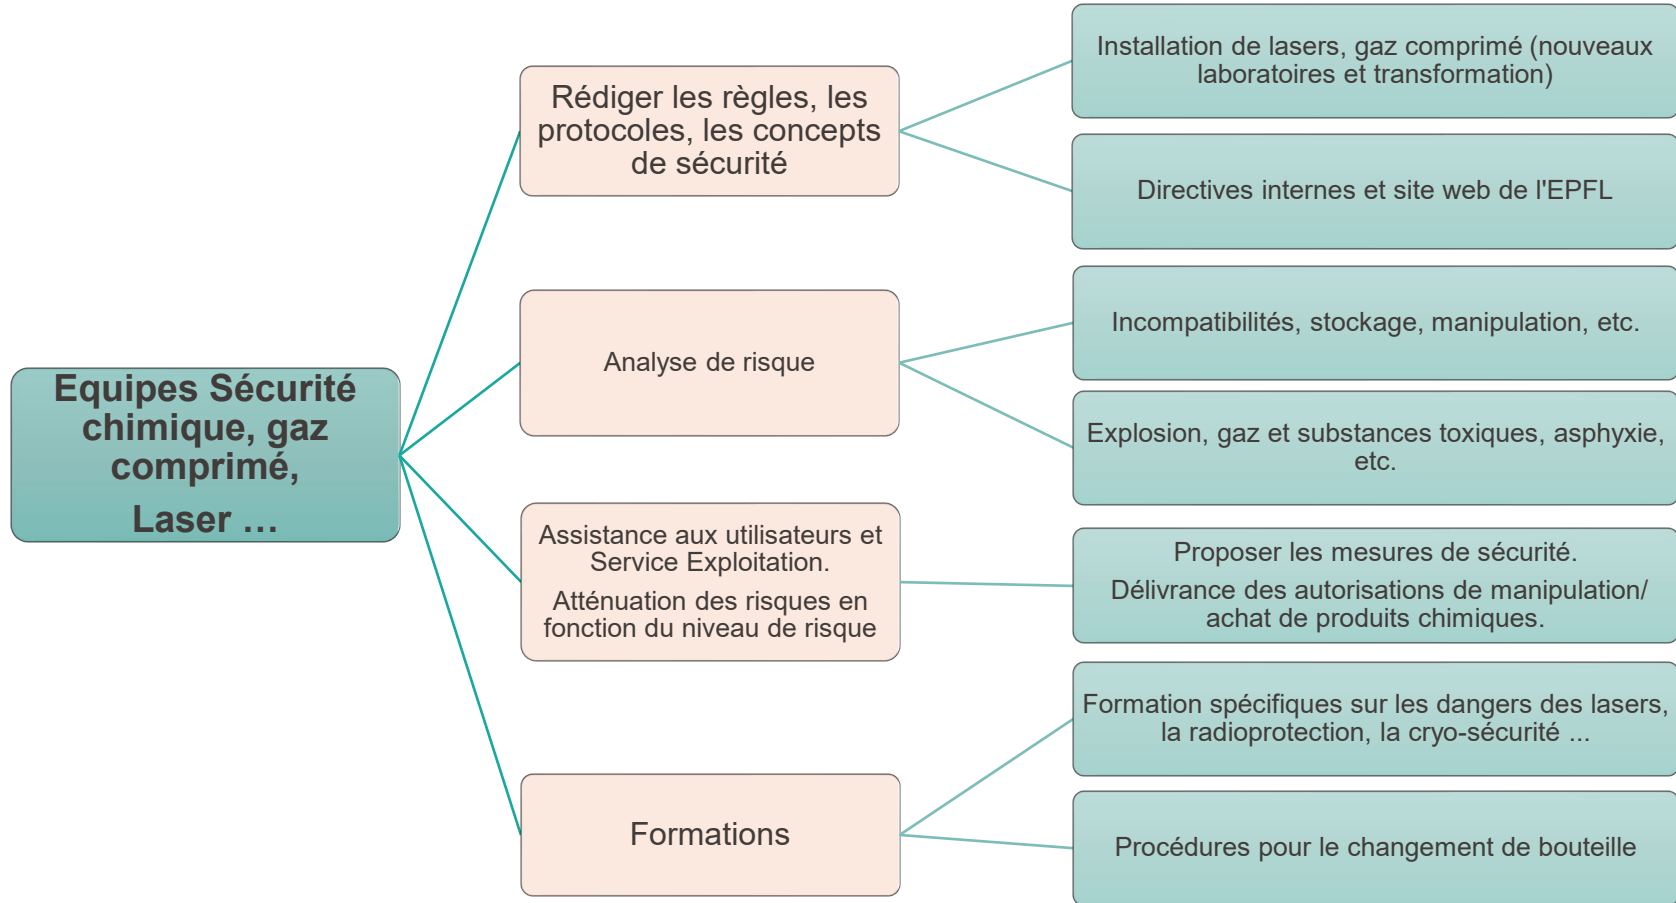 Equipes Sécurité
chimique, gaz
comprimé,
Laser …
Rédiger les règles, les
protocoles, les concepts
de sécurité
Installation de lasers, gaz comprimé (nouveaux
laboratoires et transformation)
Directives internes et site web de l'EPFL
Analyse de risque
Incompatibilités, stockage, manipulation, etc.
Explosion, gaz et substances toxiques, asphyxie,
etc.
Assistance aux utilisateurs et
Service Exploitation.
Atténuation des risques en
fonction du niveau de risque
Proposer les mesures de sécurité.
Délivrance des autorisations de manipulation/
achat de produits chimiques.
Formations
Formation spécifiques sur les dangers des lasers,
la radioprotection, la cryo-sécurité ...
Procédures pour le changement de bouteille